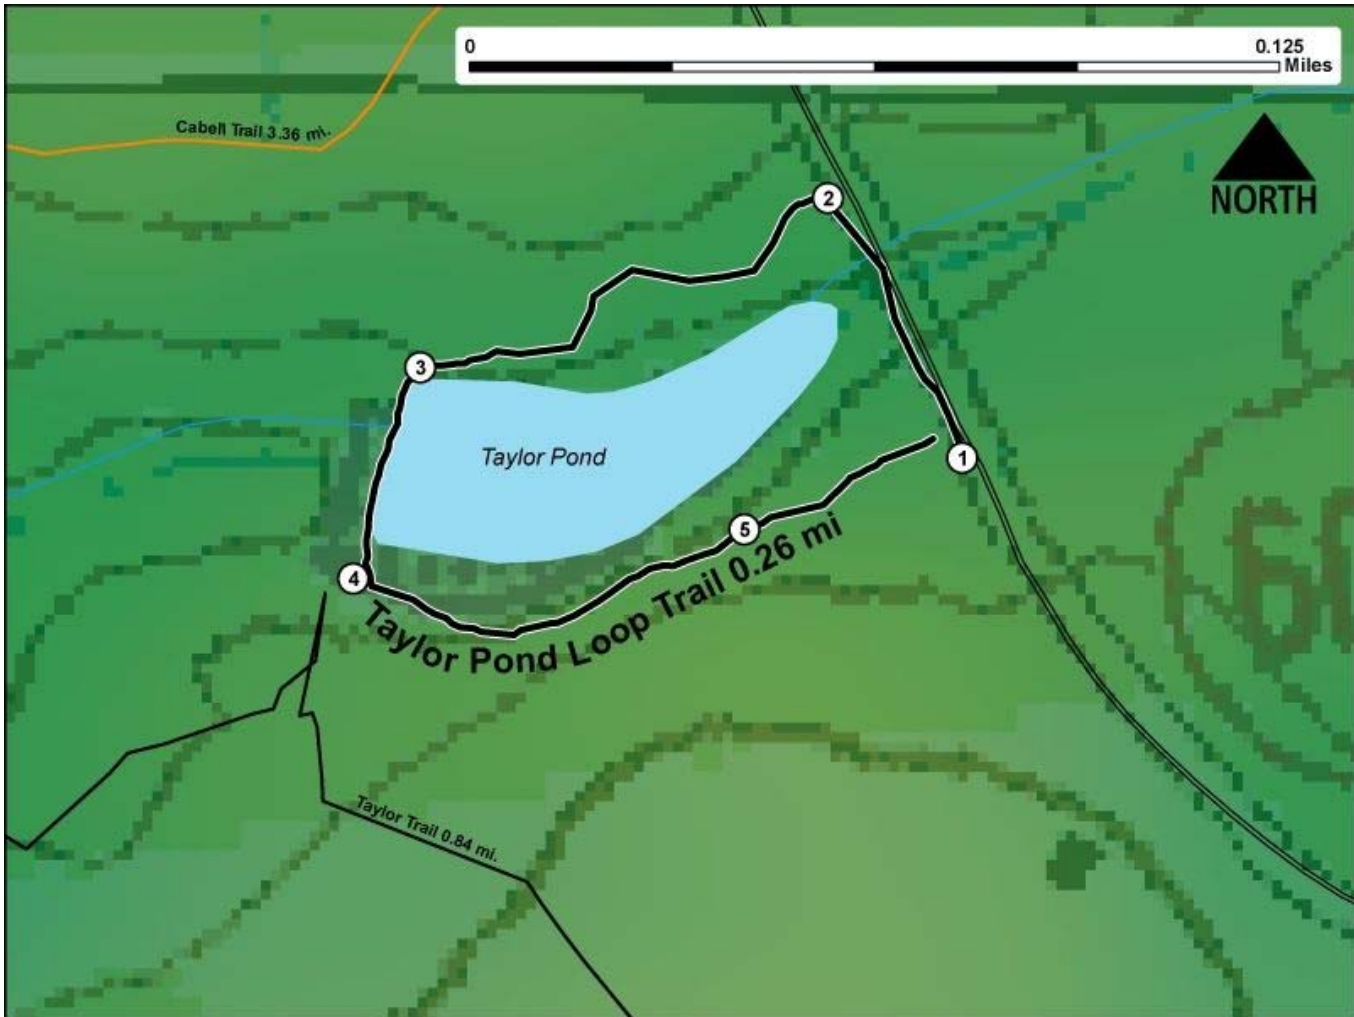 0 0.125
Miles
Cabell Trail 3.36 mi.
NORTH
2
3
Taylor Pond
1
5
4
Taylor Pond Loop Trail 0.26 mi
60
Taylor Trail 0.84 mi.